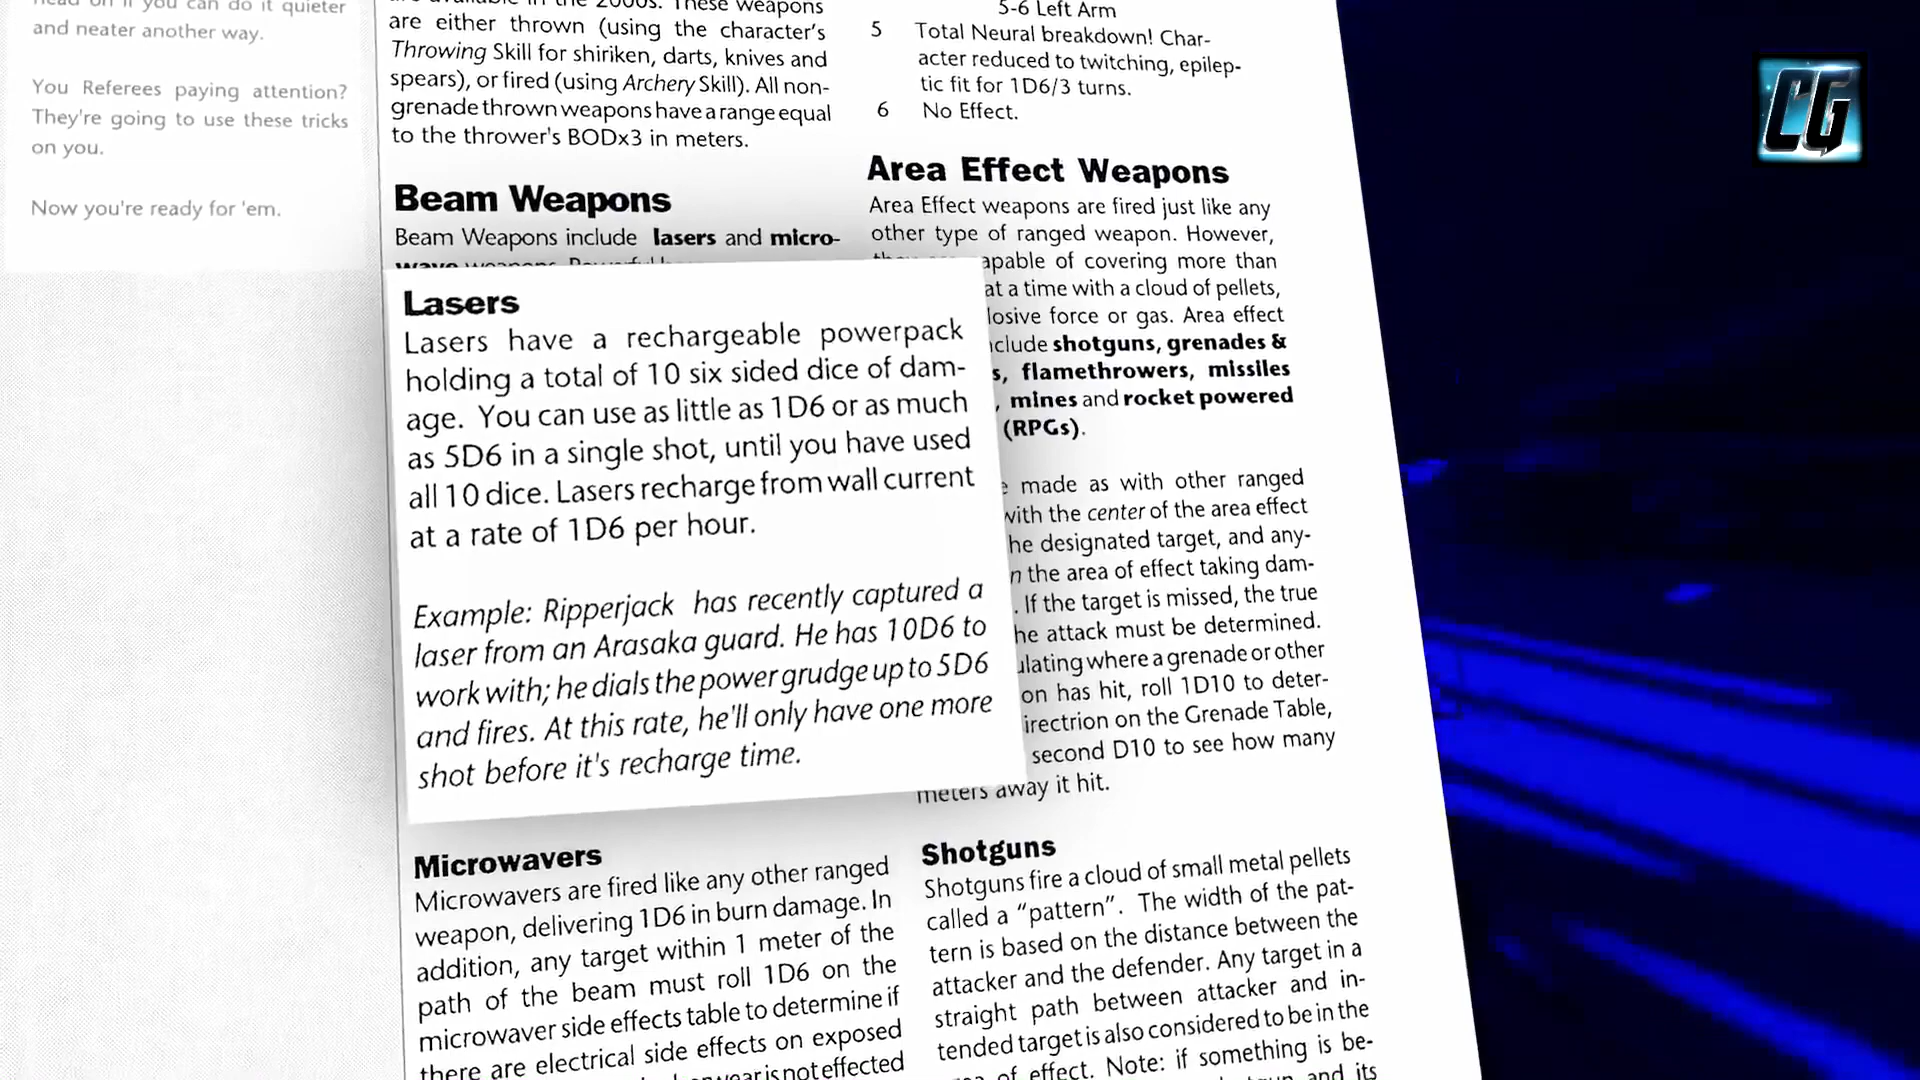 and neater another way.
You Referees paying attention?
They're going to use these tricks
on you.
Now you're ready for 'em.
These weapons
are either thrown (using the character's
Throwing Skill for shiriken, darts, knives and
spears), or fired (using Archery Skill). All non-
grenade thrown weapons have a range equal
to the thrower's BODx3 in meters.
Beam Weapons
Beam Weapons include lasers and micro-
Lasers
Lasers have a rechargeable powerpack
holding a total of 10 six sided dice of dam-
age. You can use as little as 1D6 or as much
as 5D6 in a single shot, until you have used
all 10 dice. Lasers recharge from wall current
at a rate of 1D6 per hour.
Example: Ripperjack has recently captured a
laser from an Arasaka guard. He has 10D6 to
work with; he dials the power grudge up to 5D6
and fires. At this rate, he'll only have one more
shot before it's recharge time.
Microwavers
Microwavers are fired like any other ranged
weapon, delivering 1D6 in burn damage. In
addition, any target within 1 meter of the
path of the beam must roll 1D6 on the
microwaver side effects table to determine if
there are electrical side effects on exposed
is not effected
5-6 Left Arm
5 Total Neural breakdown! Char-
acter reduced to twitching, epilep-
tic fit for 1D6/3 turns.
6 No Effect.
Area Effect Weapons
Area Effect weapons are fired just like any
other type of ranged weapon. However,
capable of covering more than
at a time with a cloud of pellets,
force or gas. Area effect
shotguns, grenades &
flamethrowers, missiles
mines and rocket powered
(RPGs).
made as with other ranged
with the center of the area effect
the designated target, and any-
the area of effect taking dam-
. If the target is missed, the true
the attack must be determined.
where a grenade or other
has hit, roll 1D10 to deter-
on the Grenade Table,
second D10 to see how many
meters away it hit.
Shotguns
Shotguns fire a cloud of small metal pellets
called a “pattern”. The width of the pat-
tern is based on the distance between the
attacker and the defender. Any target in a
straight path between attacker and in-
tended target is also considered to be in the
of effect. Note: if something is be-
and its
CG